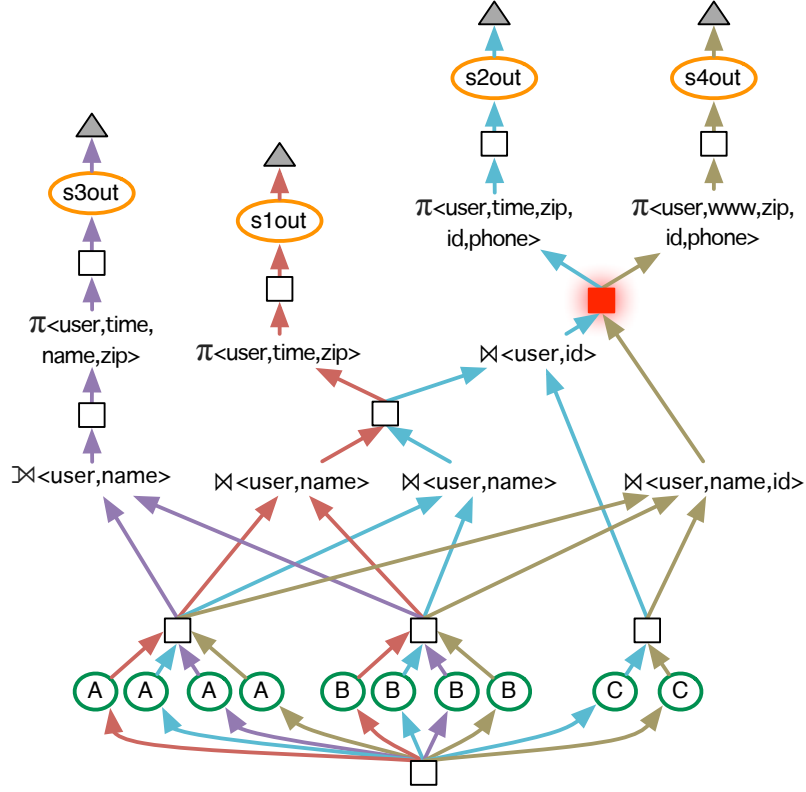 s2out
s4out
s3out
s1out
π<user,time,zip,
id,phone>
π<user,www,zip,
id,phone>
π<user,time,
name,zip>
π<user,time,zip>
⋈<user,id>
⟕<user,name>
⋈<user,name>
⋈<user,name>
⋈<user,name,id>
A
A
A
A
B
B
B
B
C
C